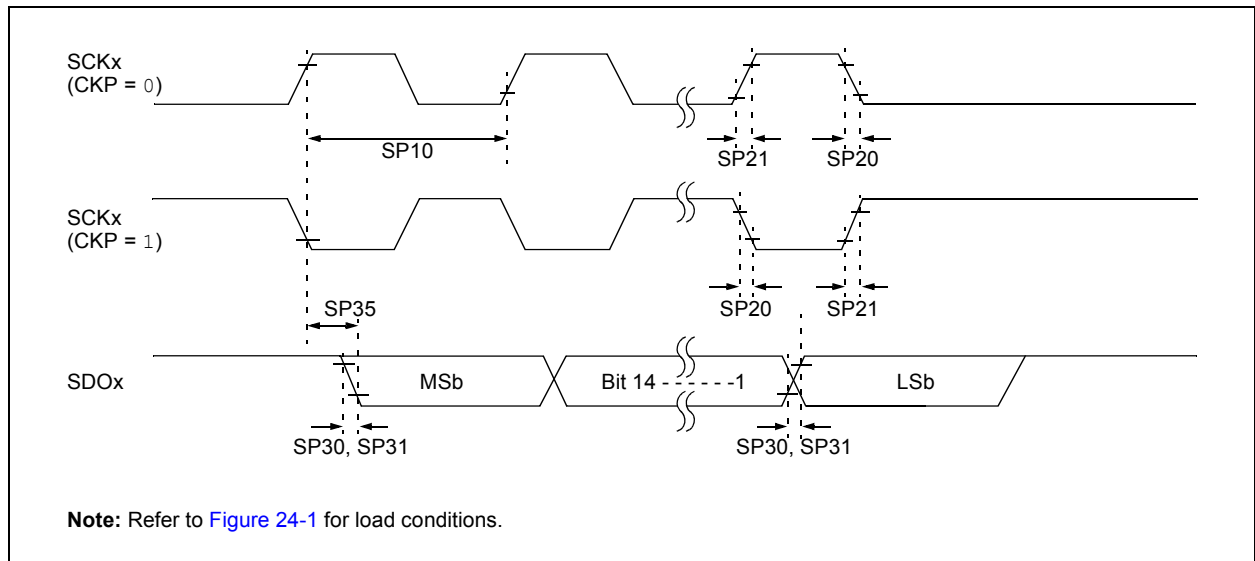 SCKx
(CKP = 0)
SP10
SP21
SP20
SCKx
(CKP = 1)
SP35
SP20
SP21
SDOx
MSb
Bit 14 - - - - - -1
LSb
SP30, SP31
SP30, SP31
Note: Refer to Figure 24-1 for load conditions.